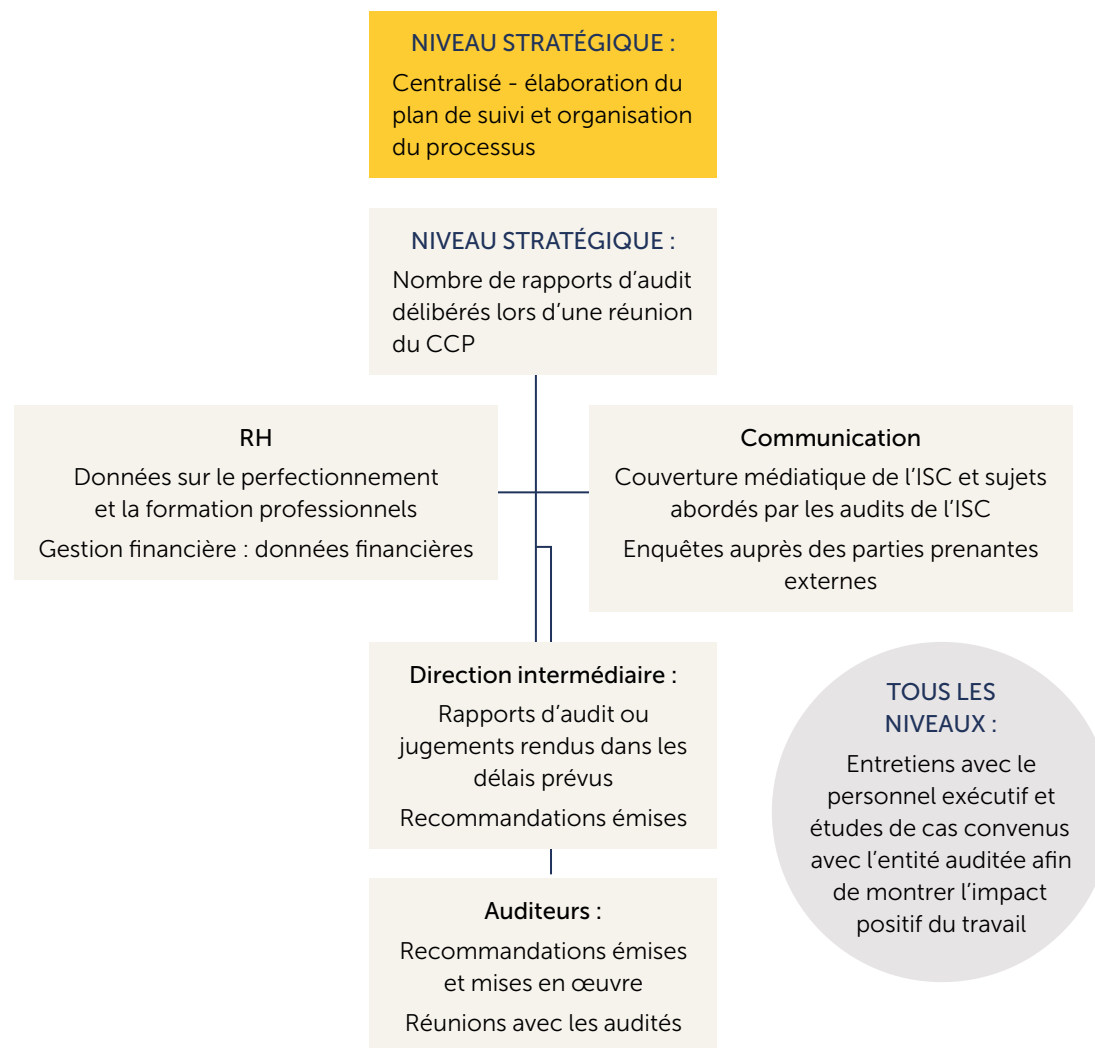 NIVEAU STRATÉGIQUE :
Centralisé - élaboration du
plan de suivi et organisation
du processus
NIVEAU STRATÉGIQUE :
Nombre de rapports d’audit
délibérés lors d’une réunion
du CCP
RH
Données sur le perfectionnement
et la formation professionnels
Gestion financière : données financières
Communication
Couverture médiatique de l’ISC et sujets
abordés par les audits de l’ISC
Enquêtes auprès des parties prenantes
externes
Direction intermédiaire :
Rapports d’audit ou
jugements rendus dans les
délais prévus
Recommandations émises
TOUS LES
NIVEAUX :
Entretiens avec le
personnel exécutif et
études de cas convenus
avec l’entité auditée afin
de montrer l’impact
positif du travail
Auditeurs :
Recommandations émises
et mises en œuvre
Réunions avec les audités